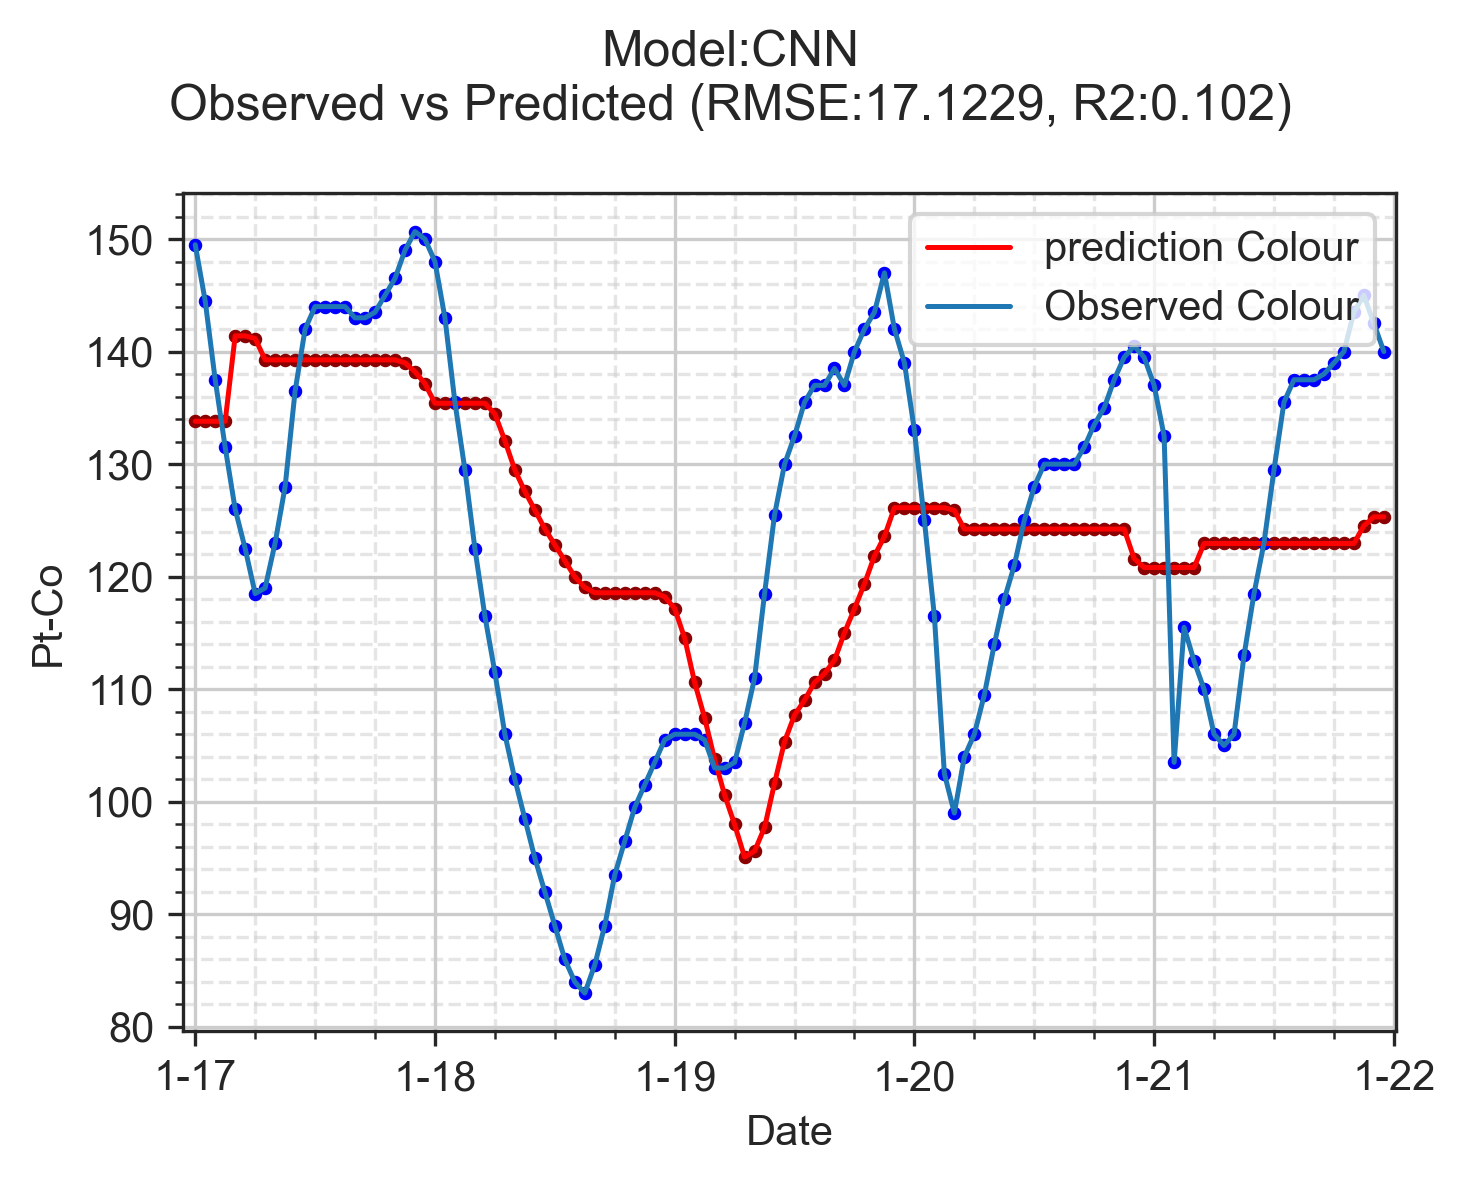 Model:CNN
Observed vs Predicted (RMSE:17.1229, R2:0.102)
prediction Colour
Observed Colour
Pt-Co
150
140
130
120
110
100
90
80
1-17
1-18
1-19
1-20
1-21
1-22
Date